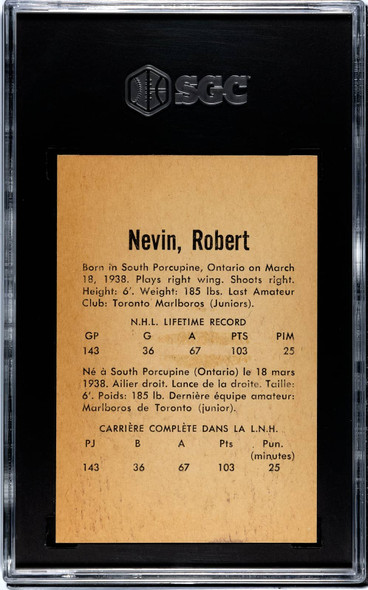 SGC
Nevin, Robert
Born in South Porcupine, Ontario on March
18, 1938. Plays right wing. Shoots right.
Height: 6'. Weight: 185 lbs. Last Amateur
Club: Toronto Marlboros (Juniors).
N.H.L. LIFETIME RECORD
GP G A PTS PIM
143 36 67 103 25
Né à South Porcupine (Ontario) le 18 mars
1938. Ailier droit. Lance de la droite. Taille:
6'. Poids: 185 lb. Dernière équipe amateur:
Marlboros de Toronto (junior).
CARRIÈRE COMPLÈTE DANS LA L.N.H.
PJ B A Pts Pun.
(minutes)
143 36 67 103 25